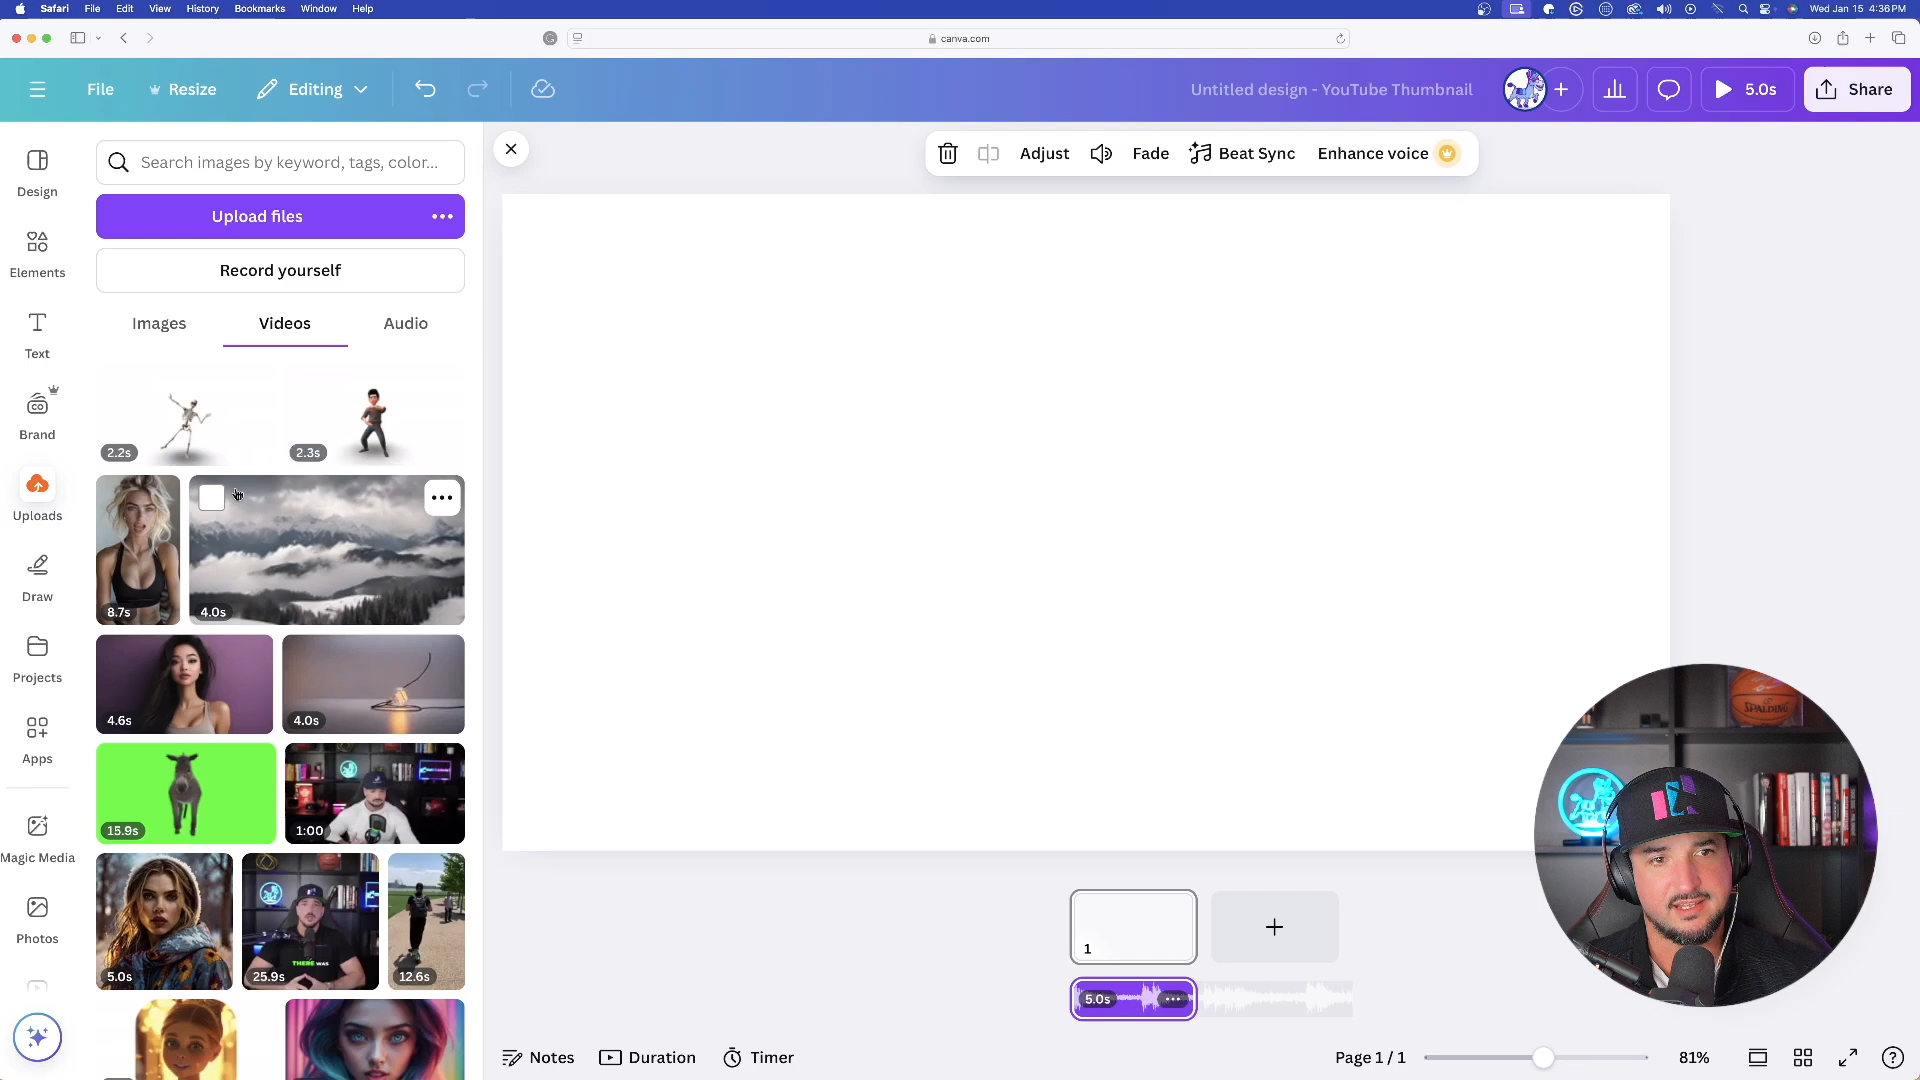 Safari File Edit View History Bookmarks Window Help
Wed Jan 15 4:36 PM
canva.com
File Resize Editing
Untitled design - YouTube Thumbnail
5.0s
Share
Design
Elements
Text
Brand
Uploads
Draw
Projects
Apps
Magic Media
Photos
Search images by keyword, tags, color...
Upload files
Record yourself
Images Videos Audio
2.2s 2.3s
8.7s 4.0s
4.6s 4.0s
15.9s 1:00
THERE WAS
5.0s 25.9s 12.6s
Adjust Fade Beat Sync Enhance voice
SPALDING
1
5.0s
Notes Duration Timer
Page 1 / 1
81%